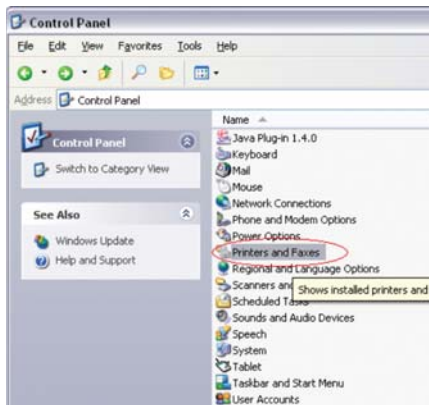 Control Panel
File Edit View Favorites Tools Help
Address Control Panel
Control Panel
Switch to Category View
See Also
Windows Update
Help and Support
Name
Java Plug-in 1.4.0
Keyboard
Mail
Mouse
Network Connections
Phone and Modem Options
Power Options
Printers and Faxes
Regional and Language Options
Scanners and
Shows installed printers and
Scheduled Tasks
Sounds and Audio Devices
Speech
System
Tablet
Taskbar and Start Menu
User Accounts